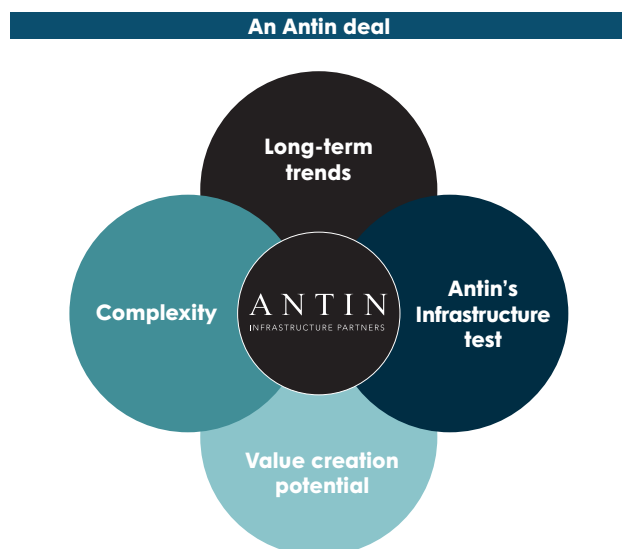 An Antin deal
Long-term
trends
Complexity
ANTIN
INFRASTRUCTURE PARTNERS
Antin’s
Infrastructure
test
Value creation
potential